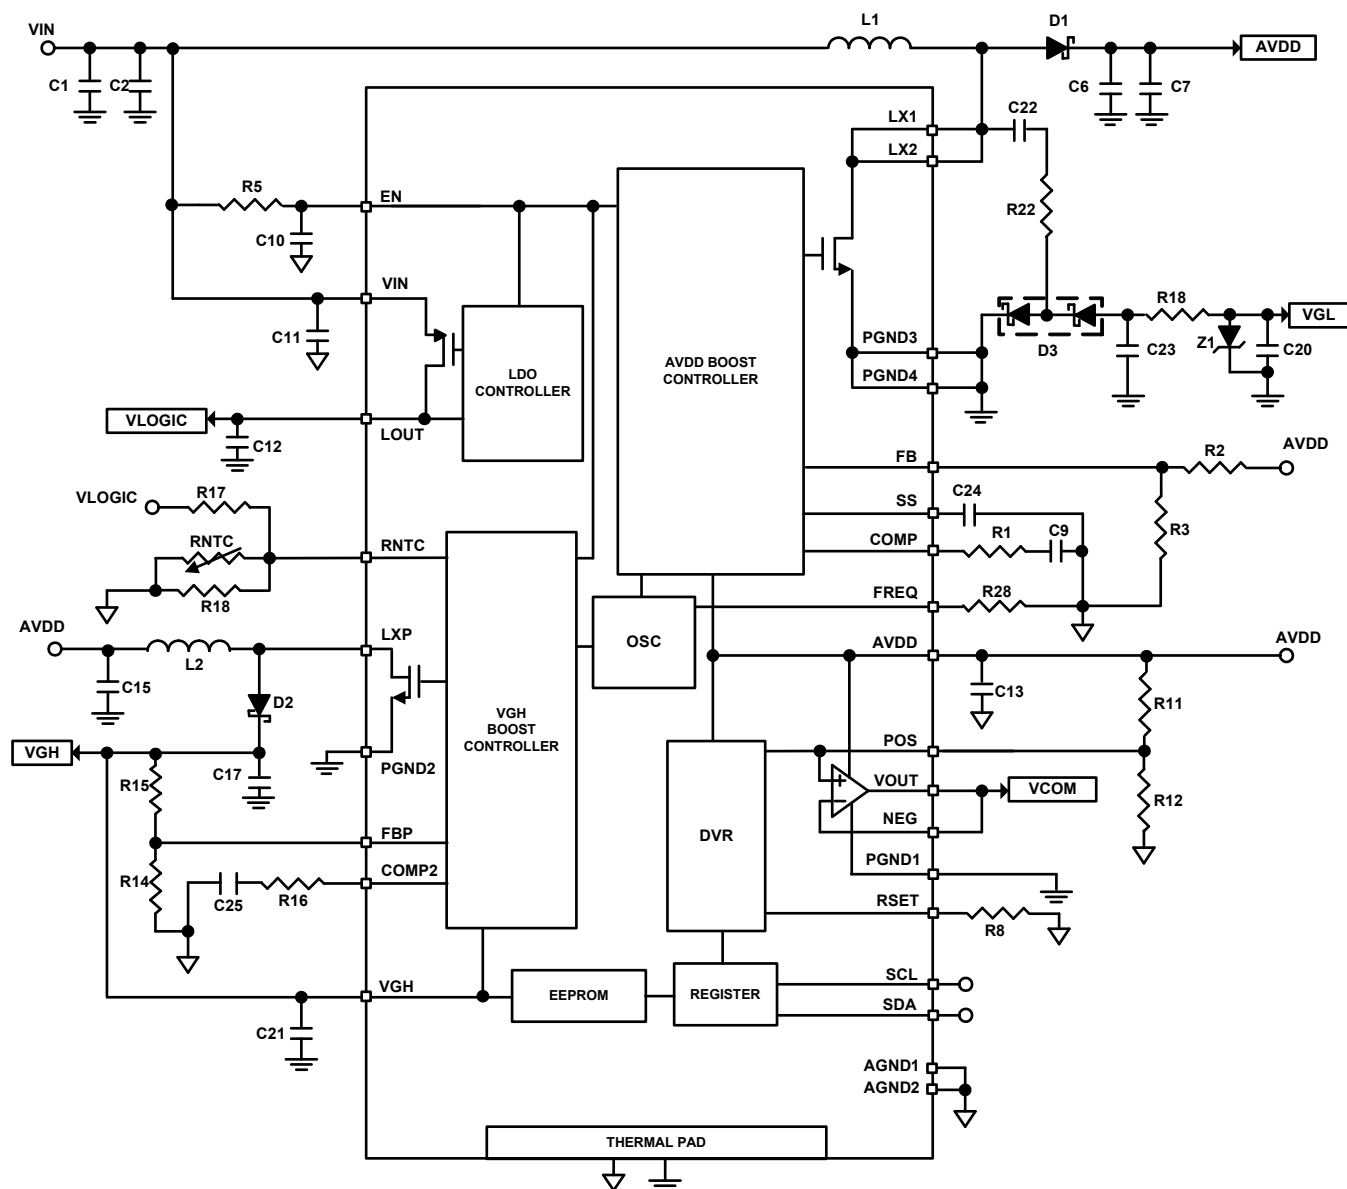 VIN
L1
D1
AVDD
C1
C2
C6
C7
LX1
C22
LX2
R5
EN
R22
C10
VIN
C11
LDO
CONTROLLER
AVDD BOOST
CONTROLLER
R18
VGL
PGND3
D3
C23
Z1
C20
PGND4
VLOGIC
LOUT
C12
FB
R2
AVDD
VLOGIC
R17
SS
C24
R3
RNTC
RNTC
COMP
R1
C9
R18
FREQ
R28
AVDD
LXP
OSC
AVDD
AVDD
L2
C15
D2
C13
R11
VGH
BOOST
CONTROLLER
VGH
PGND2
POS
C17
R15
VOUT
VCOM
R12
NEG
FBP
DVR
PGND1
R14
COMP2
C25
R16
RSET
R8
VGH
EEPROM
REGISTER
SCL
SDA
C21
AGND1
AGND2
THERMAL PAD